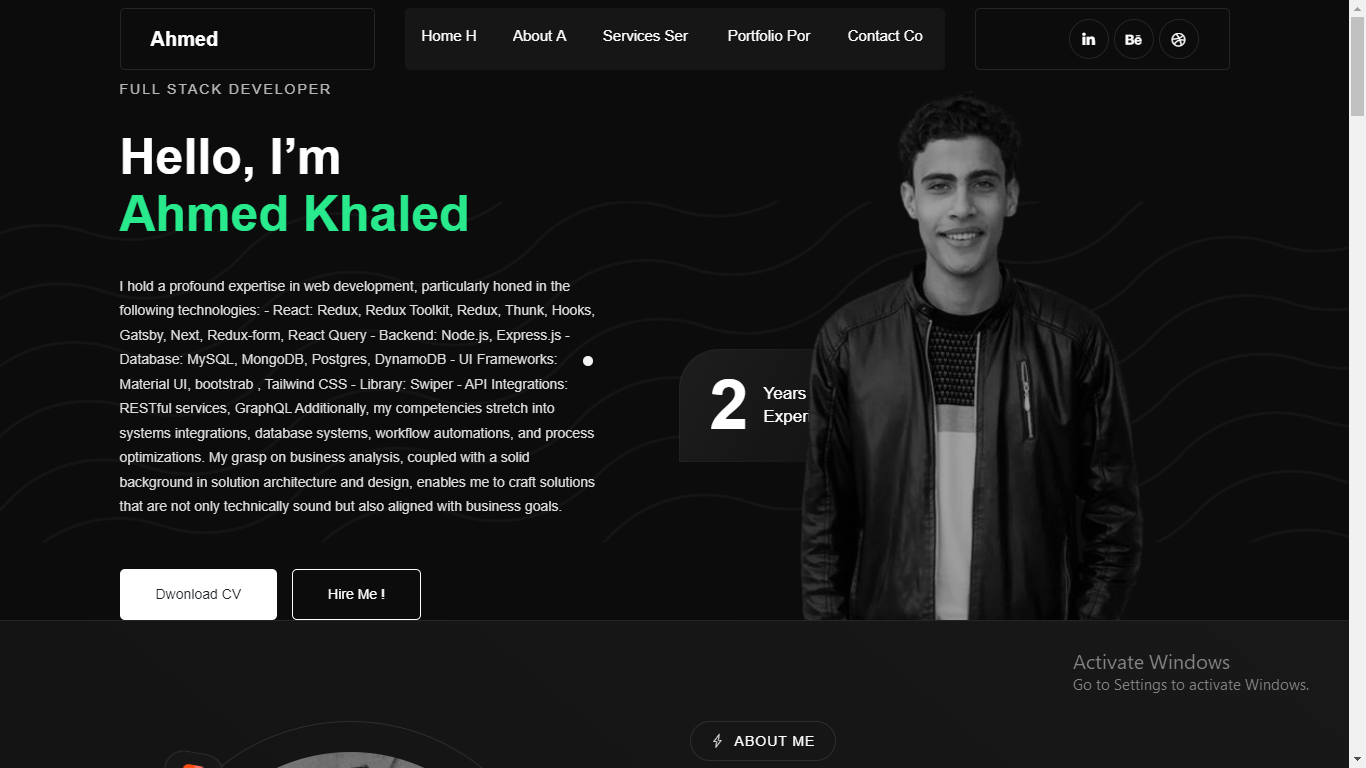 Ahmed
Home H
About A
Services Ser
Portfolio Por
Contact Co
in
Bē
FULL STACK DEVELOPER
Hello, I’m
Ahmed Khaled
I hold a profound expertise in web development, particularly honed in the
following technologies: - React: Redux, Redux Toolkit, Redux, Thunk, Hooks,
Gatsby, Next, Redux-form, React Query - Backend: Node.js, Express.js -
Database: MySQL, MongoDB, Postgres, DynamoDB - UI Frameworks:
Material UI, bootstrab , Tailwind CSS - Library: Swiper - API Integrations:
RESTful services, GraphQL Additionally, my competencies stretch into
systems integrations, database systems, workflow automations, and process
optimizations. My grasp on business analysis, coupled with a solid
background in solution architecture and design, enables me to craft solutions
that are not only technically sound but also aligned with business goals.
2
Years
Exper
Dwonload CV
Hire Me !
Activate Windows
Go to Settings to activate Windows.
ABOUT ME